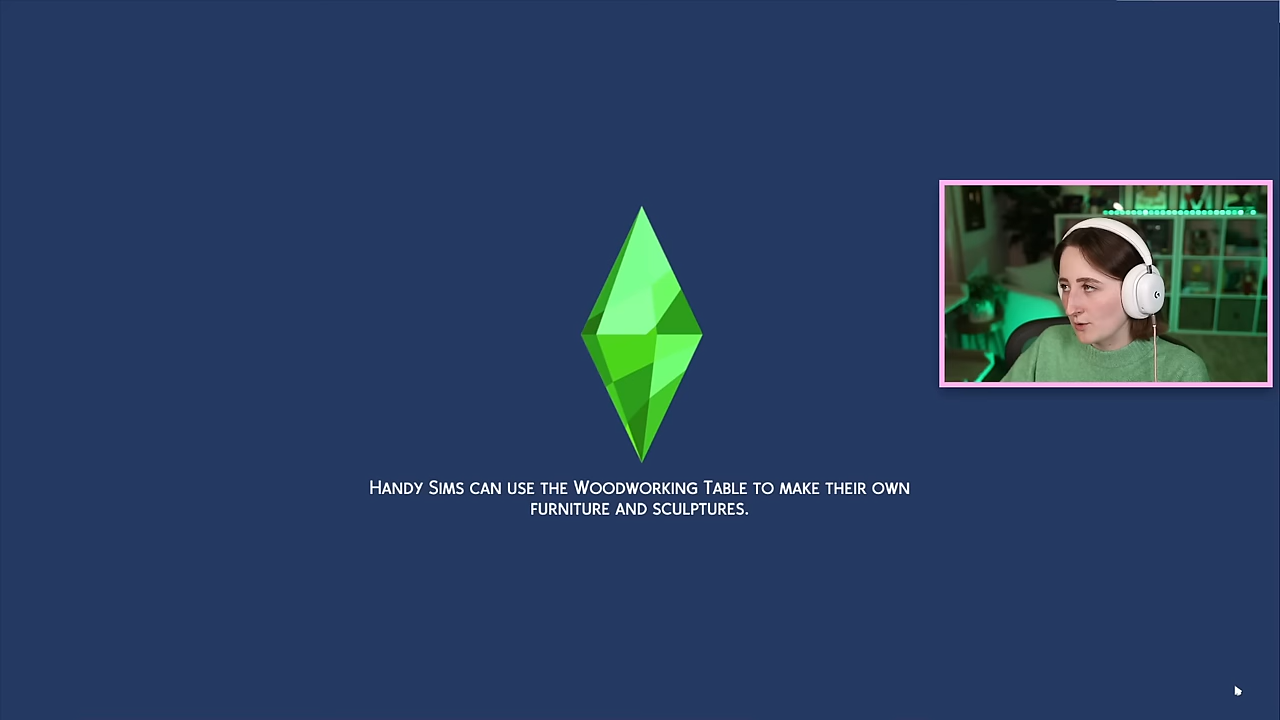 Handy Sims can use the Woodworking Table to make their own
furniture and sculptures.